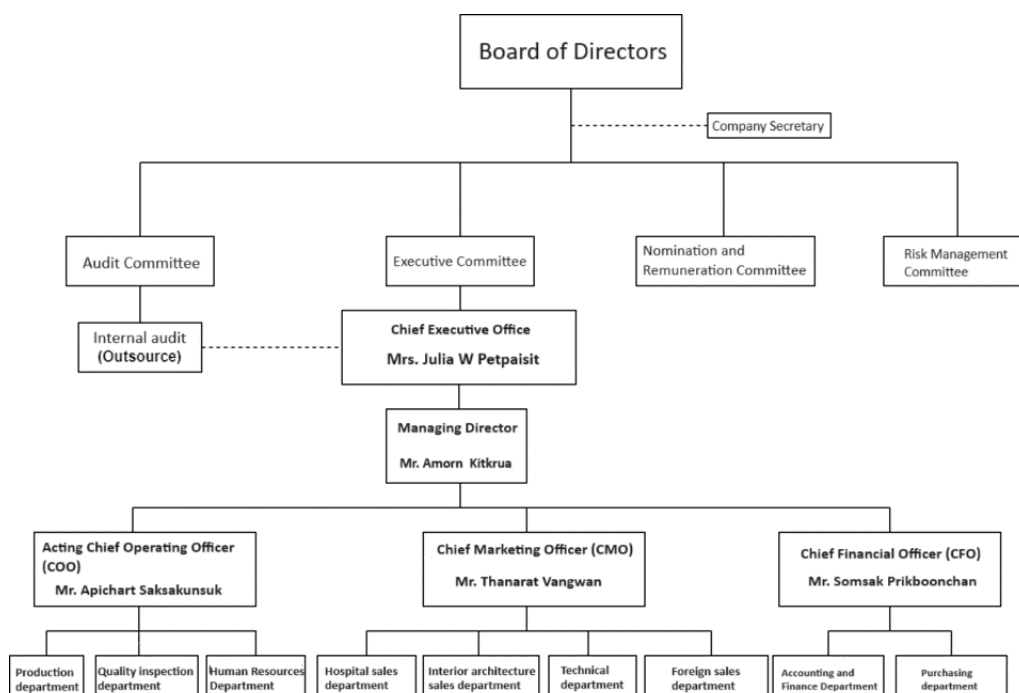 Board of Directors
Company Secretary
Audit Committee
Executive Committee
Nomination and
Remuneration Committee
Risk Management
Committee
Internal audit
(Outsource)
Chief Executive Office
Mrs. Julia W Petpaisit
Managing Director
Mr. Amorn Kitkrua
Acting Chief Operating Officer
(COO)
Mr. Apichart Saksakunsuk
Chief Marketing Officer (CMO)
Mr. Thanarat Vangwan
Chief Financial Officer (CFO)
Mr. Somsak Prikboonchan
Production
department
Quality inspection
department
Human Resources
Department
Hospital sales
department
Interior architecture
sales department
Technical
department
Foreign sales
department
Accounting and
Finance Department
Purchasing
department